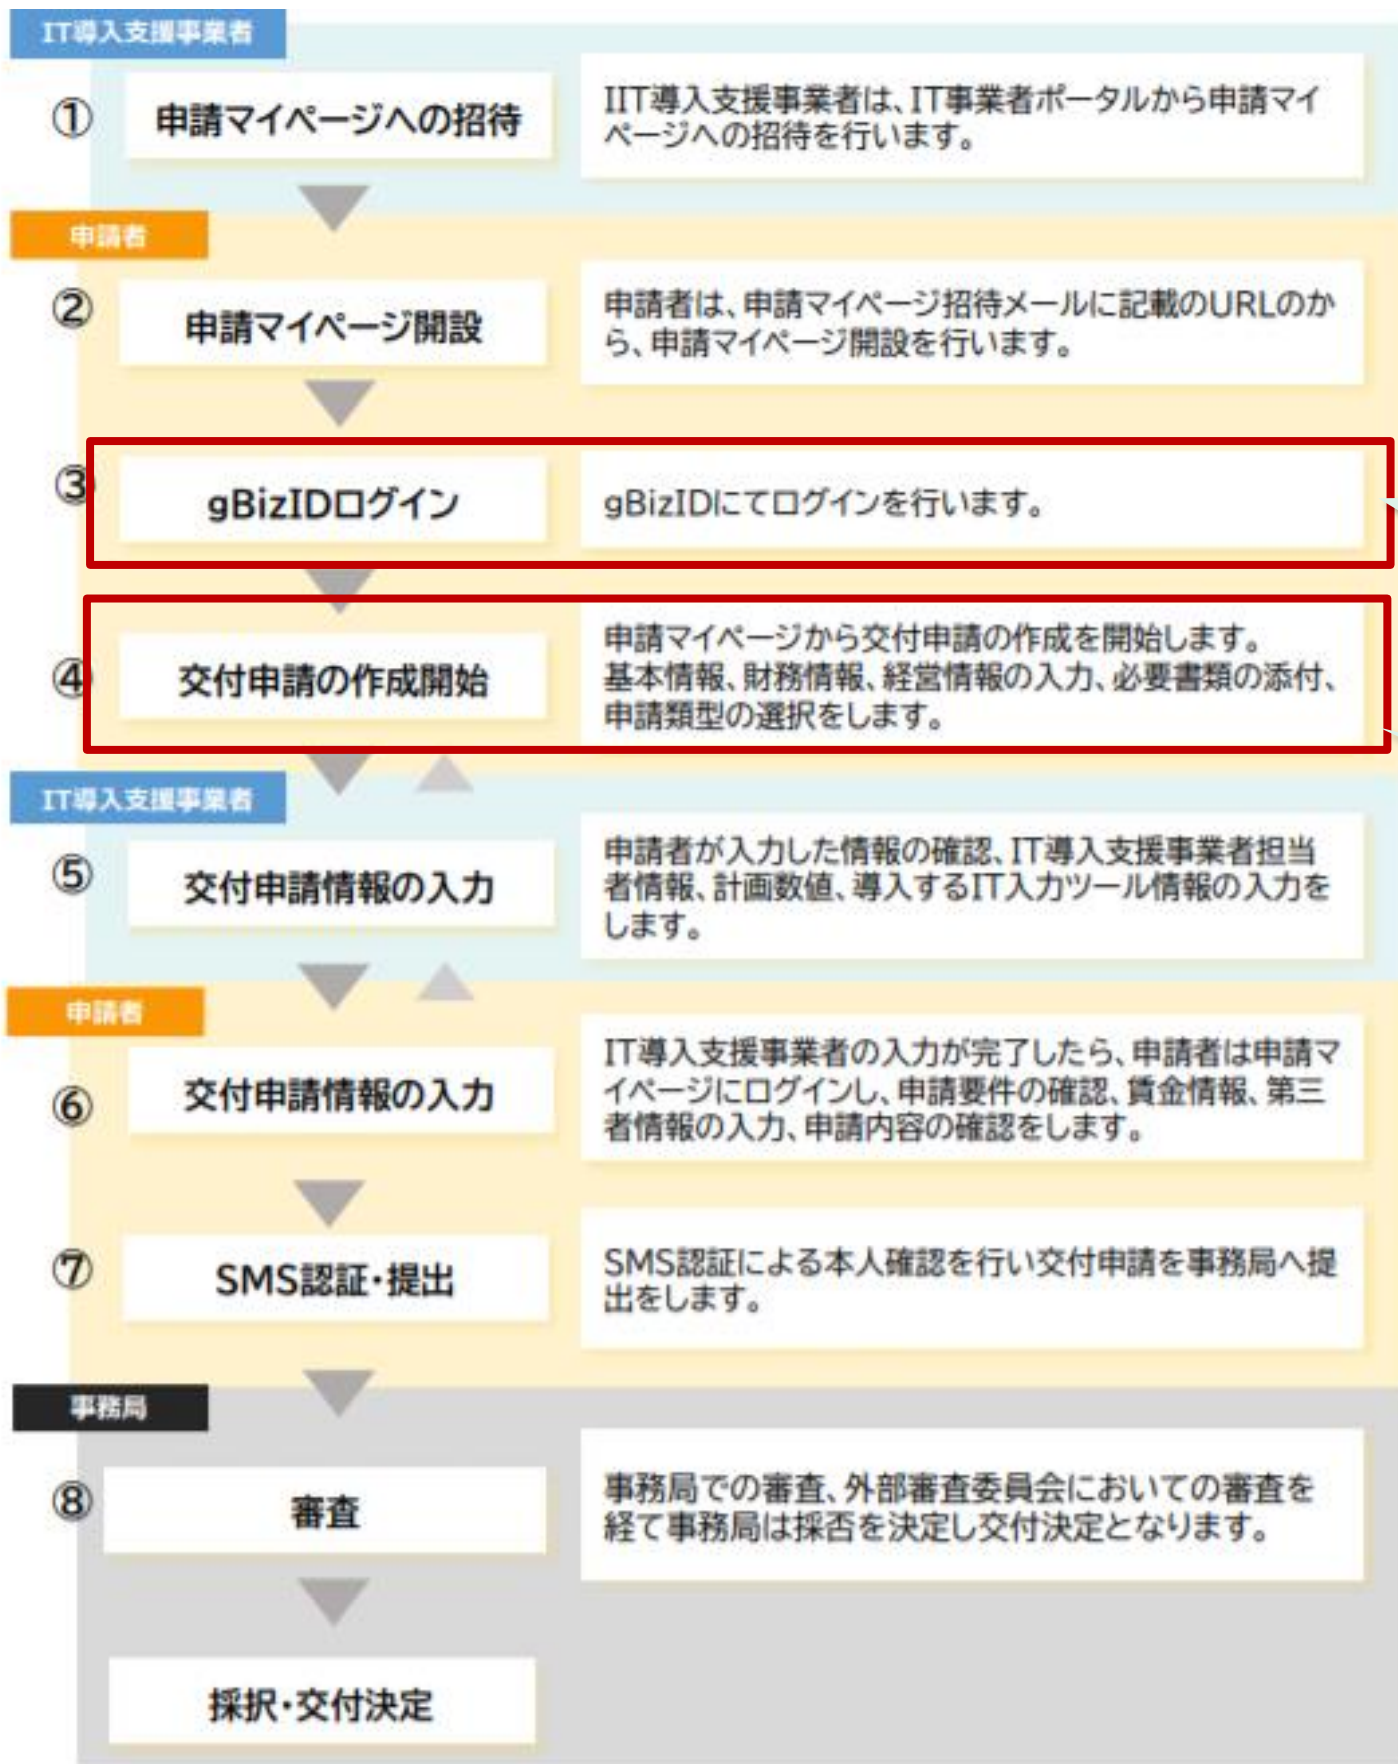 IT導入支援事業者
①
申請マイページへの招待
IIT導入支援事業者は、IT事業者ポータルから申請マイ
ページへの招待を行います。
申請者
②
申請マイページ開設
申請者は、申請マイページ招待メールに記載のURLのか
ら、申請マイページ開設を行います。
③
gBizIDログイン
gBizIDにてログインを行います。
④
交付申請の作成開始
申請マイページから交付申請の作成を開始します。
基本情報、財務情報、経営情報の入力、必要書類の添付、
申請類型の選択をします。
IT導入支援事業者
⑤
交付申請情報の入力
申請者が入力した情報の確認、IT導入支援事業者担当
者情報、計画数値、導入するIT入力ツール情報の入力を
します。
申請者
⑥
交付申請情報の入力
IT導入支援事業者の入力が完了したら、申請者は申請マ
イページにログインし、申請要件の確認、賃金情報、第三
者情報の入力、申請内容の確認をします。
⑦
SMS認証・提出
SMS認証による本人確認を行い交付申請を事務局へ提
出をします。
事務局
⑧
審査
事務局での審査、外部審査委員会においての審査を
経て事務局は採否を決定し交付決定となります。
採択・交付決定